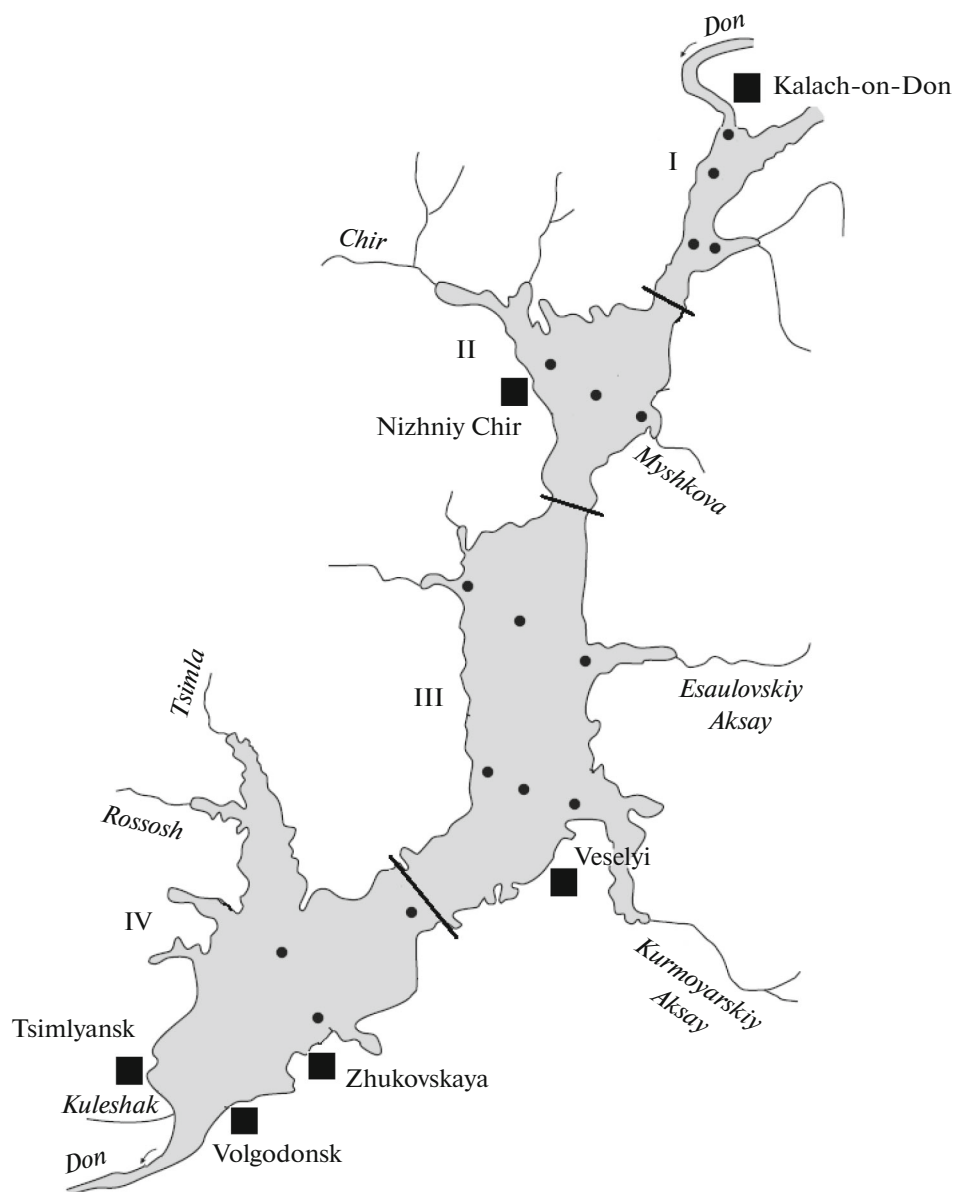 Don
Kalach-on-Don
I
Chir
II
Nizhniy Chir
Myshkova
Tsimla
III
Esaulovskiy
Aksay
Rossosh
Veselyi
IV
Kurmoyarskiy
Aksay
Tsimlyansk
Zhukovskaya
Kuleshak
Volgodonsk
Don